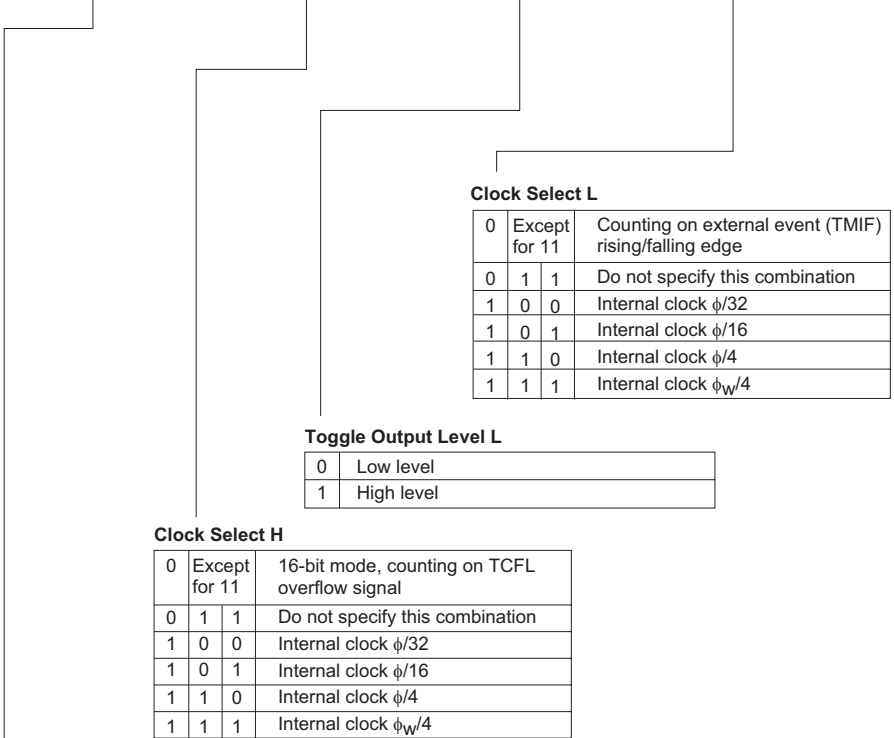 Clock Select L
0 Except for 11 Counting on external event (TMIF) rising/falling edge
0 1 1 Do not specify this combination
1 0 0 Internal clock ϕ/32
1 0 1 Internal clock ϕ/16
1 1 0 Internal clock ϕ/4
1 1 1 Internal clock ϕW/4
Toggle Output Level L
0 Low level
1 High level
Clock Select H
0 Except for 11 16-bit mode, counting on TCFL overflow signal
0 1 1 Do not specify this combination
1 0 0 Internal clock ϕ/32
1 0 1 Internal clock ϕ/16
1 1 0 Internal clock ϕ/4
1 1 1 Internal clock ϕW/4